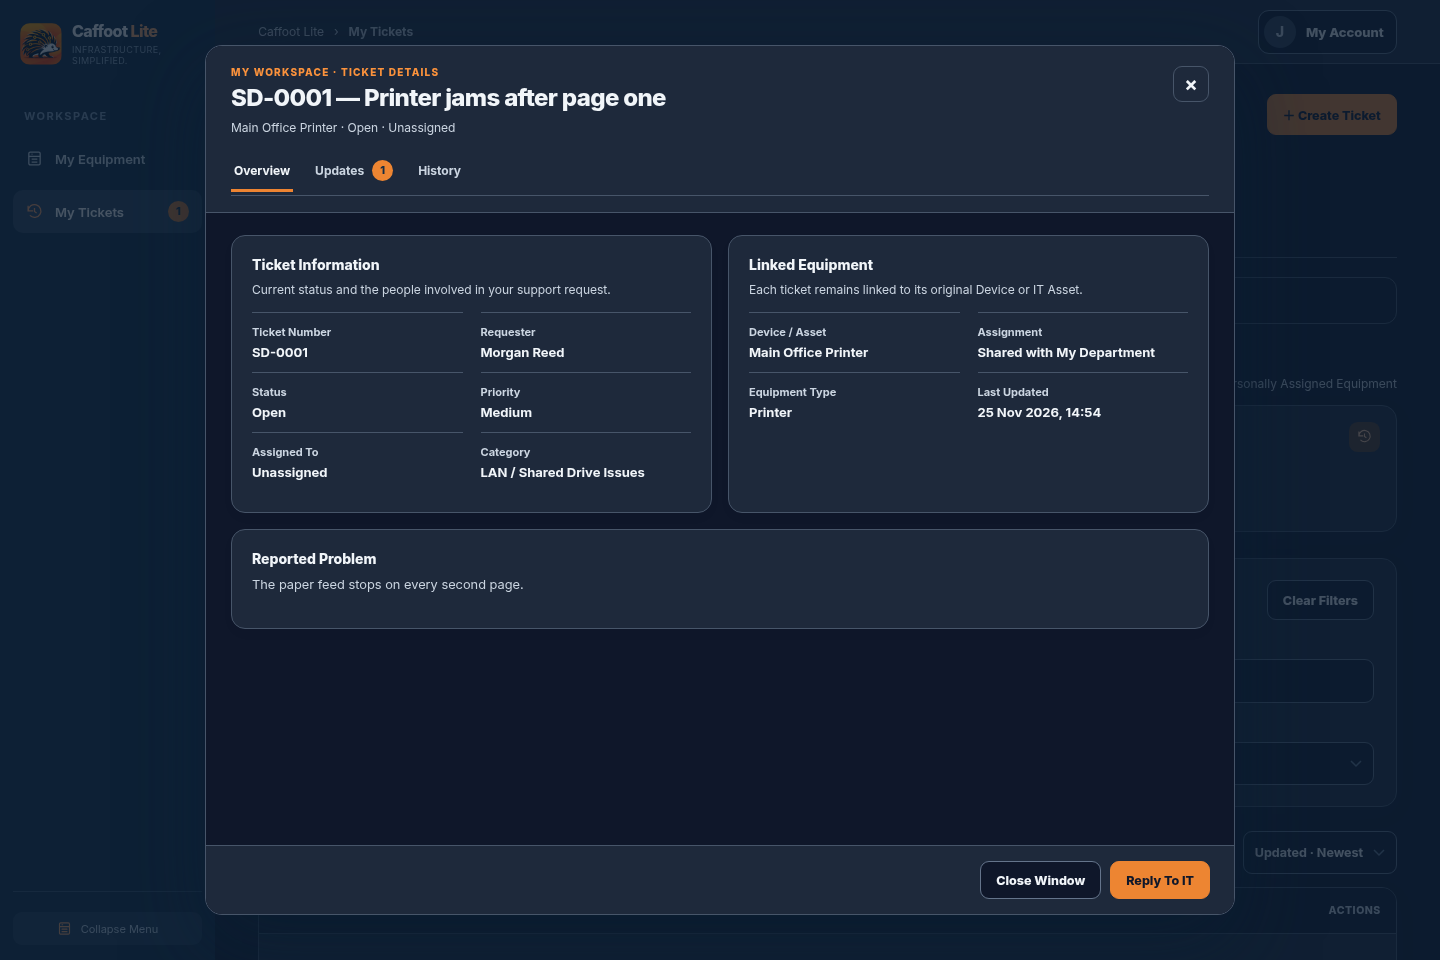 Caffoot Lite
INFRASTRUCTURE,
SIMPLIFIED.
WORKSPACE
My Equipment
My Tickets 1
Collapse Menu
Caffoot Lite › My Tickets
J My Account
+ Create Ticket
MY WORKSPACE · TICKET DETAILS
SD-0001 — Printer jams after page one
Main Office Printer · Open · Unassigned
Overview Updates 1 History
Ticket Information
Current status and the people involved in your support request.
Ticket Number Requester
SD-0001 Morgan Reed
Status Priority
Open Medium
Assigned To Category
Unassigned LAN / Shared Drive Issues
Linked Equipment
Each ticket remains linked to its original Device or IT Asset.
Device / Asset Assignment
Main Office Printer Shared with My Department
Equipment Type Last Updated
Printer 25 Nov 2026, 14:54
Reported Problem
The paper feed stops on every second page.
Close Window Reply To IT
Assigned Equipment
Clear Filters
Updated · Newest
ACTIONS